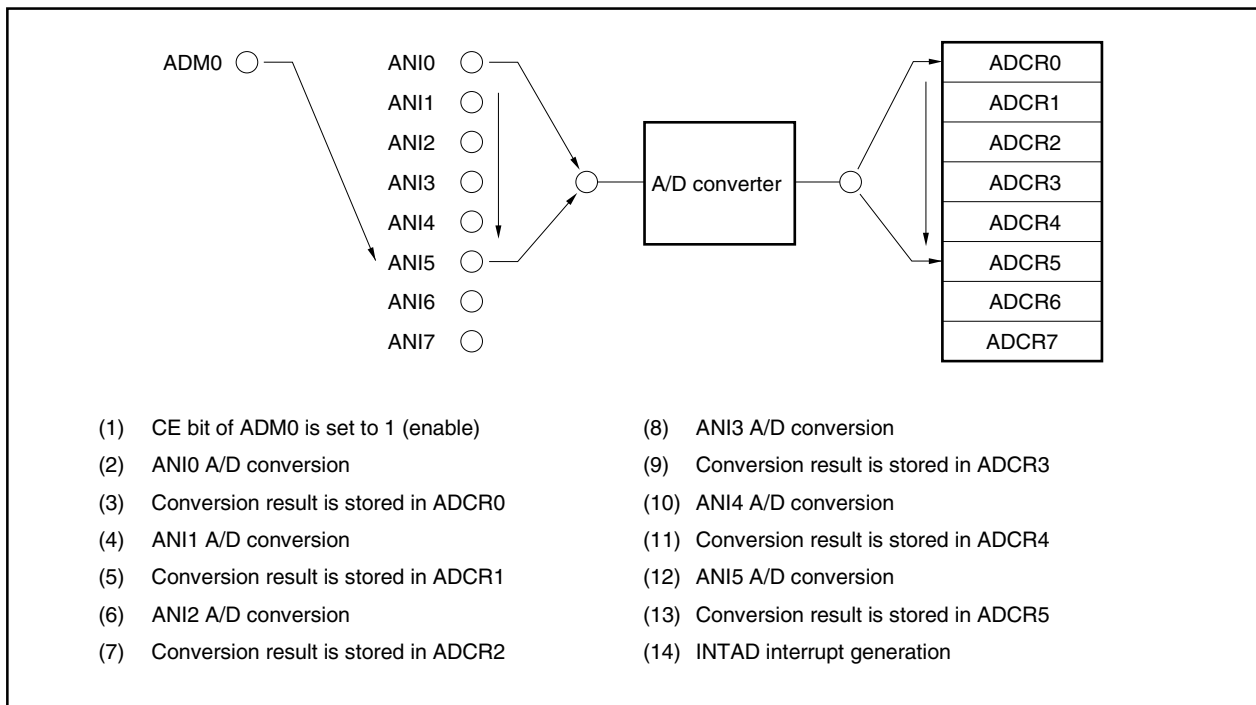 ADM0
ANI0
ANI1
ANI2
ANI3
ANI4
ANI5
ANI6
ANI7
A/D converter
ADCR0
ADCR1
ADCR2
ADCR3
ADCR4
ADCR5
ADCR6
ADCR7
(1) CE bit of ADM0 is set to 1 (enable)
(2) ANI0 A/D conversion
(3) Conversion result is stored in ADCR0
(4) ANI1 A/D conversion
(5) Conversion result is stored in ADCR1
(6) ANI2 A/D conversion
(7) Conversion result is stored in ADCR2
(8) ANI3 A/D conversion
(9) Conversion result is stored in ADCR3
(10) ANI4 A/D conversion
(11) Conversion result is stored in ADCR4
(12) ANI5 A/D conversion
(13) Conversion result is stored in ADCR5
(14) INTAD interrupt generation